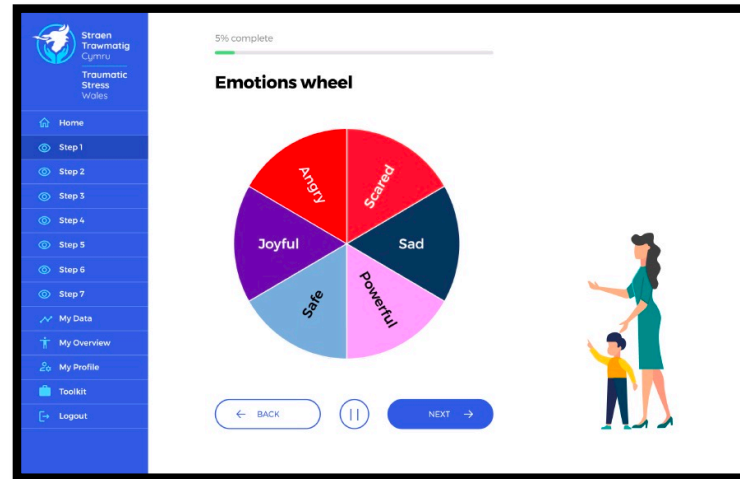 Straen
Trawmatig
Cymru
Traumatic
Stress
Wales
Home
Step 1
Step 2
Step 3
Step 4
Step 5
Step 6
Step 7
My Data
My Overview
My Profile
Toolkit
Logout
5% complete
Emotions wheel
Angry
Scared
Joyful
Sad
Safe
Powerful
BACK
NEXT